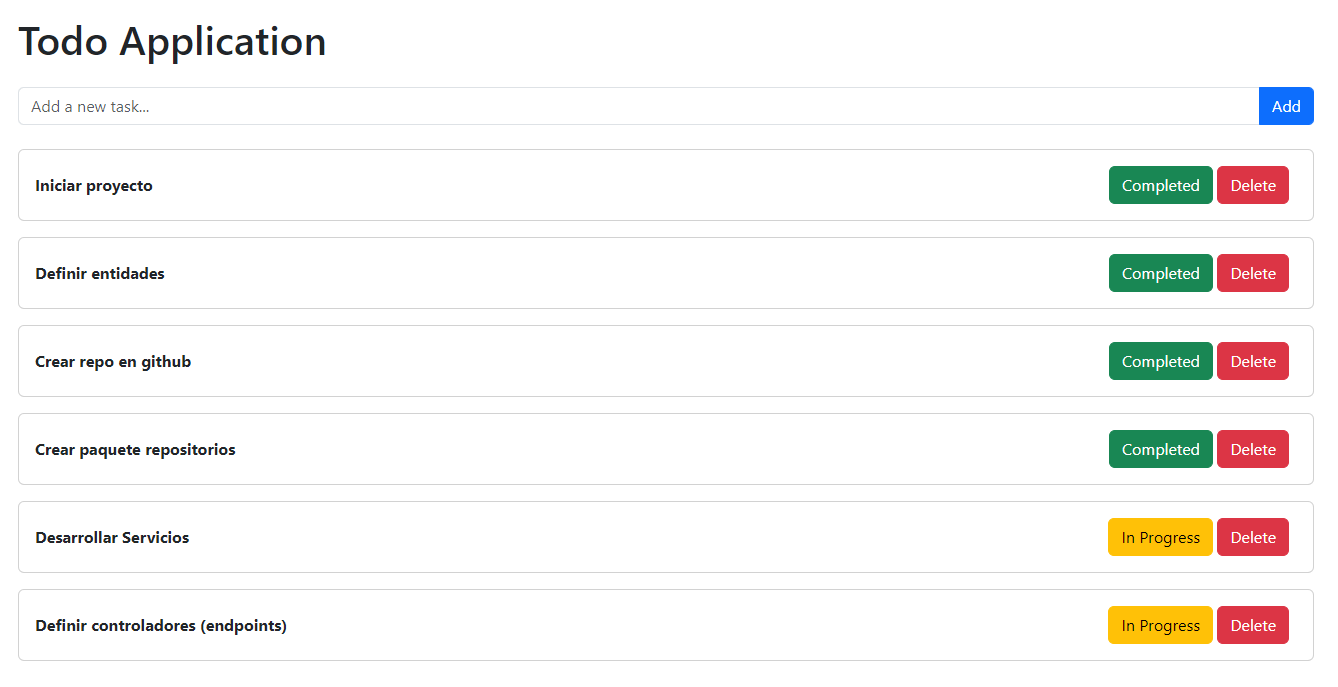 Todo Application
Add a new task...
Add
Iniciar proyecto
Completed
Delete
Definir entidades
Completed
Delete
Crear repo en github
Completed
Delete
Crear paquete repositorios
Completed
Delete
Desarrollar Servicios
In Progress
Delete
Definir controladores (endpoints)
In Progress
Delete